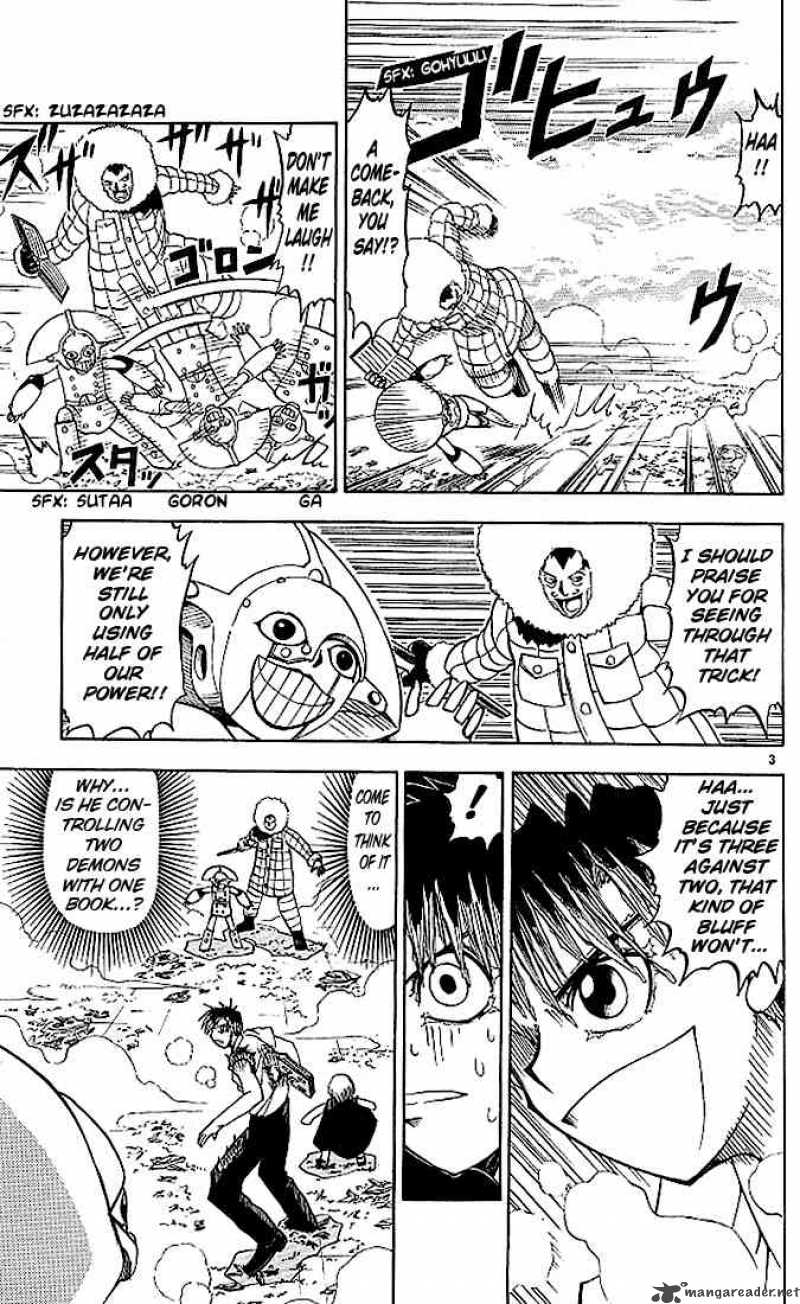 HAA
!!
SFX: GOHYUUU
ゴヒュウ
ウ
A
COME-
BACK,
YOU
SAY!?
SFX: ZUZAZAZAZA
ズザザザ
DON'T
MAKE
ME
LAUGH
!!
ゴロン
ガッ
スタッ
SFX: SUTAA GORON GA
I SHOULD
PRAISE
YOU FOR
SEEING
THROUGH
THAT
TRICK!
HOWEVER,
WE'RE
STILL
ONLY
USING
HALF OF
OUR
POWER!!
3
HAA...
...JUST
BECAUSE
IT'S THREE
AGAINST
TWO, THAT
KIND OF
BLUFF
WON'T...
!
COME
TO
THINK
OF IT
...
WHY...
IS HE CON-
TROLLING
TWO
DEMONS
WITH ONE
BOOK...?
mangareader.net